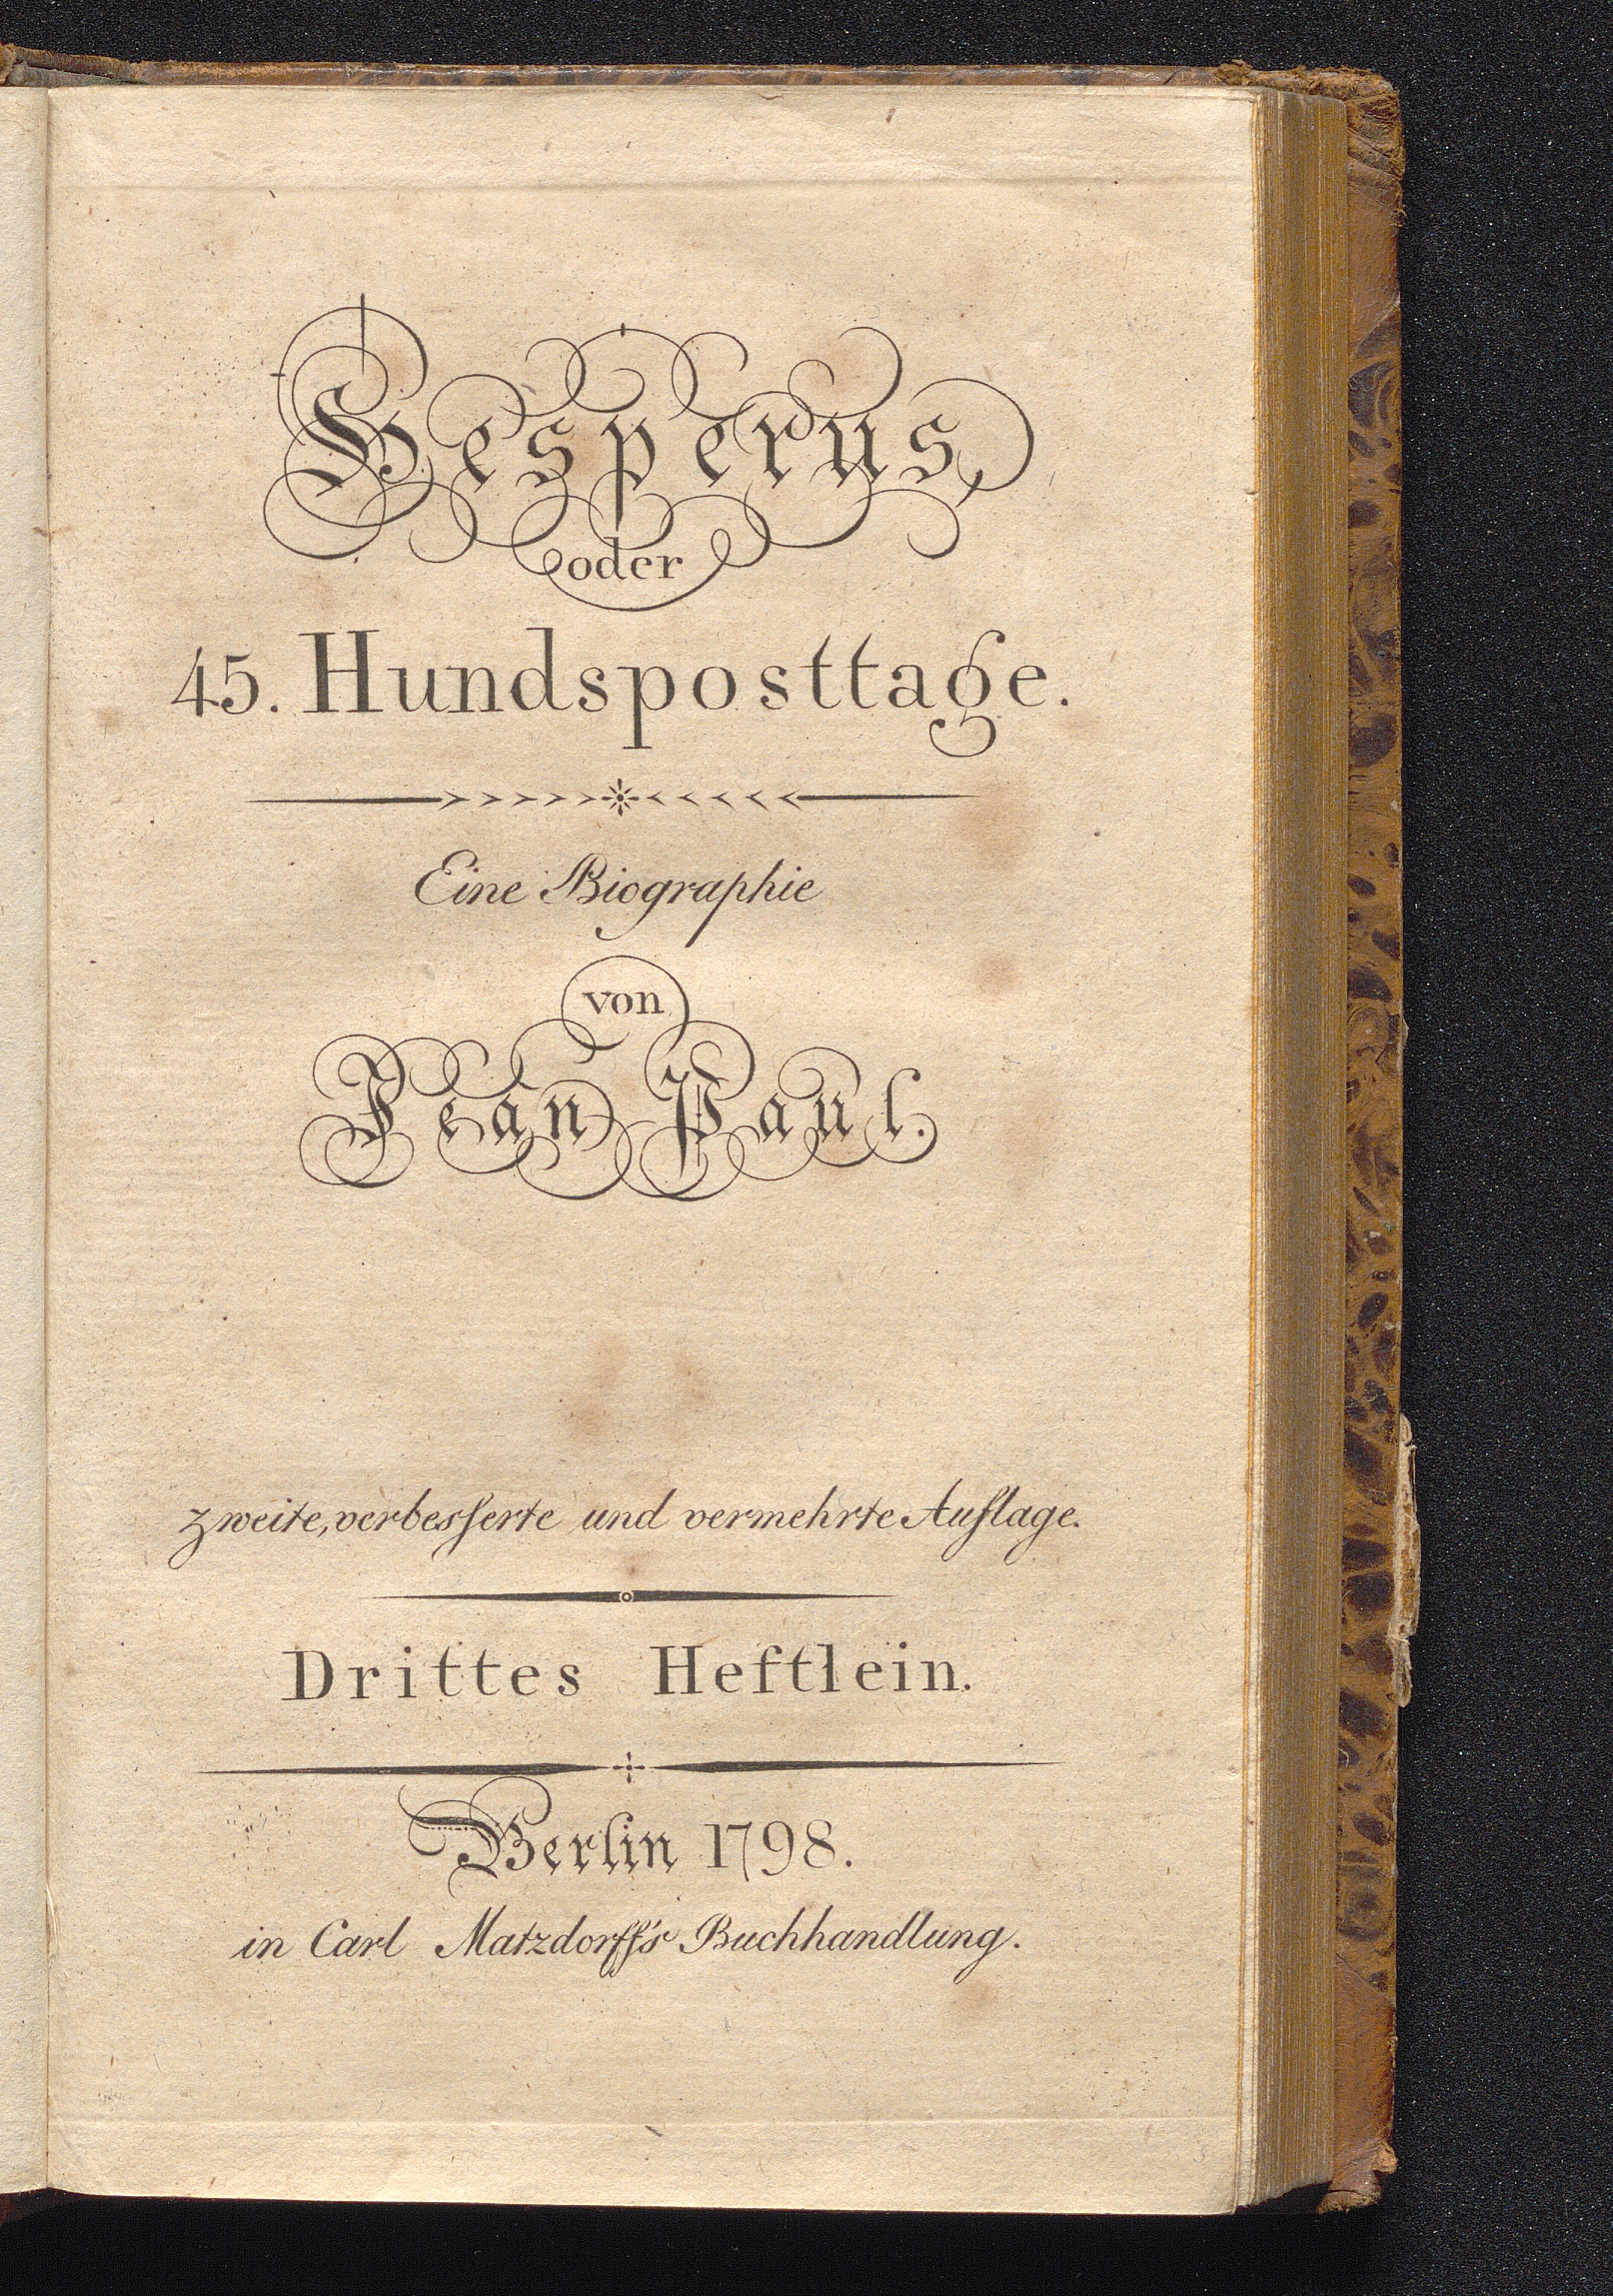 Hesperus,
oder
45. Hundsposttage.
Eine Biographie
von
Jean Paul.
zweite, verbesſerte und vermehrte Auflage.
Drittes Heftlein.
Berlin 1798.
in Carl Matzdorff's Buchhandlung.